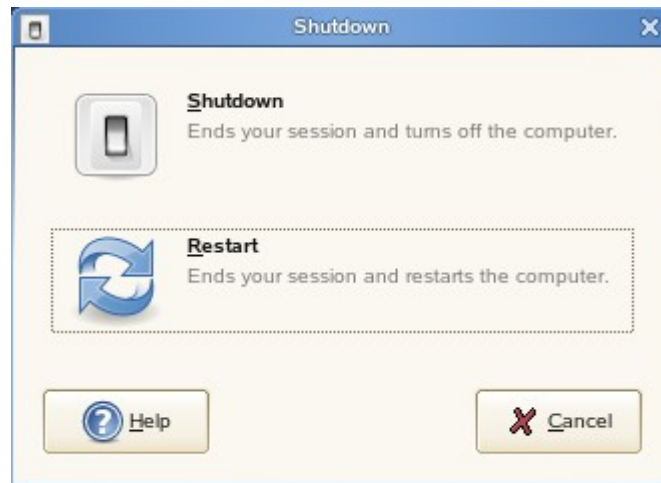 Shutdown
Shutdown
Ends your session and turns off the computer.
Restart
Ends your session and restarts the computer.
Help
Cancel